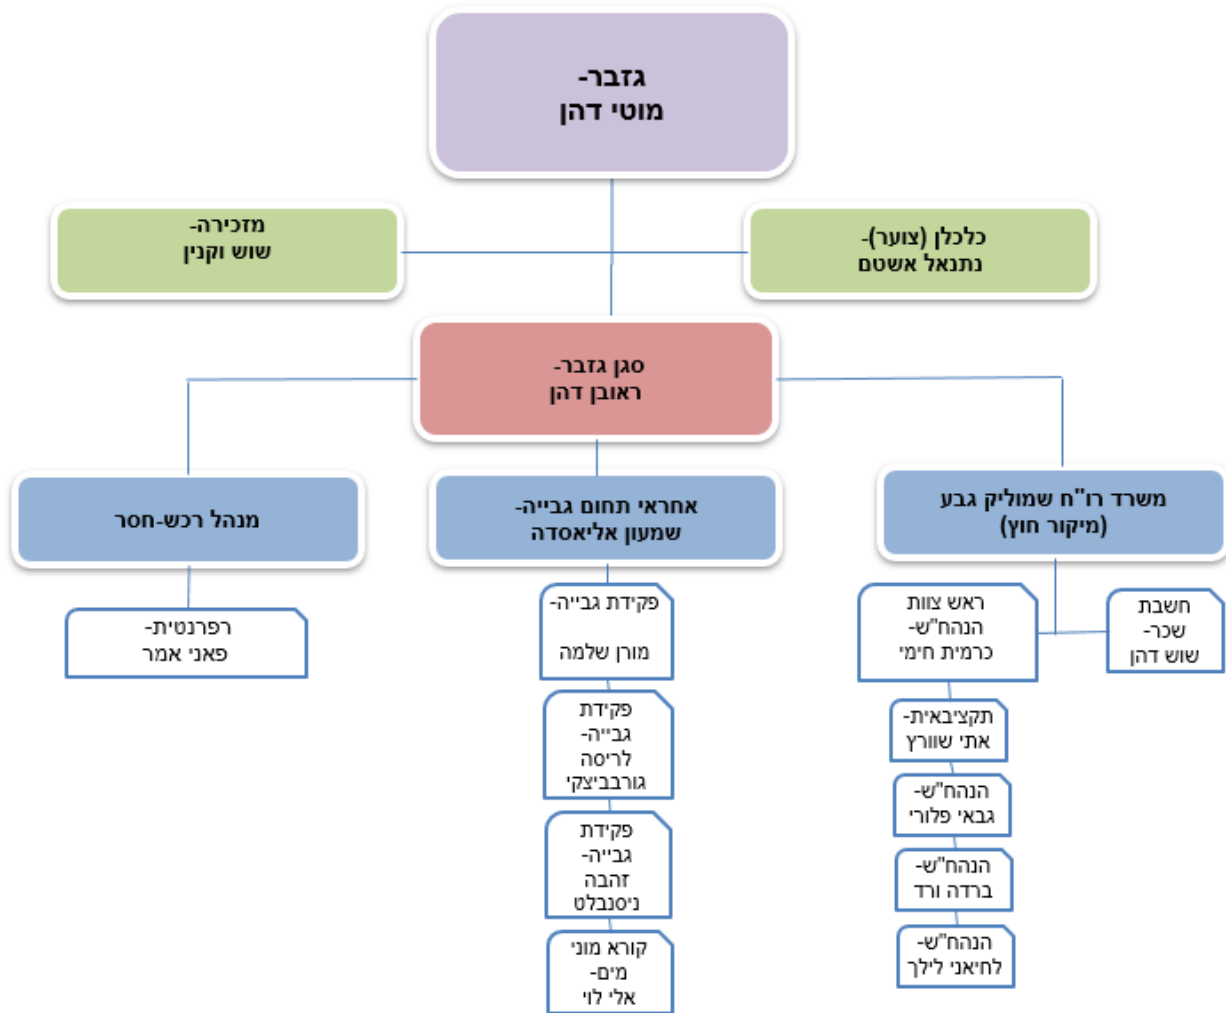 גזבר-
מוטי דהן
כלכלן (צוער)-
נתנאל אשטם
מזכירה-
שוש וקנין
סגן גזבר-
ראובן דהן
משרד רו"ח שמוליק גבע
(מיקור חוץ)
אחראי תחום גבייה-
שמעון אליאסדה
מנהל רכש-חסר
חשבת
שכר-
שוש דהן
ראש צוות
הנהח"ש-
כרמית חימי
תקציבאית-
אתי שוורץ
הנהח"ש-
גבאי פלורי
הנהח"ש-
ברדה ורד
הנהח"ש-
לחיאני לילך
פקידת גבייה-
מורן שלמה
פקידת
גבייה-
לריסה
גורבביצקי
פקידת
גבייה-
זהבה
ניסנבלט
קורא מוני
מים-
אלי לוי
רפרנטית-
פאני אמר